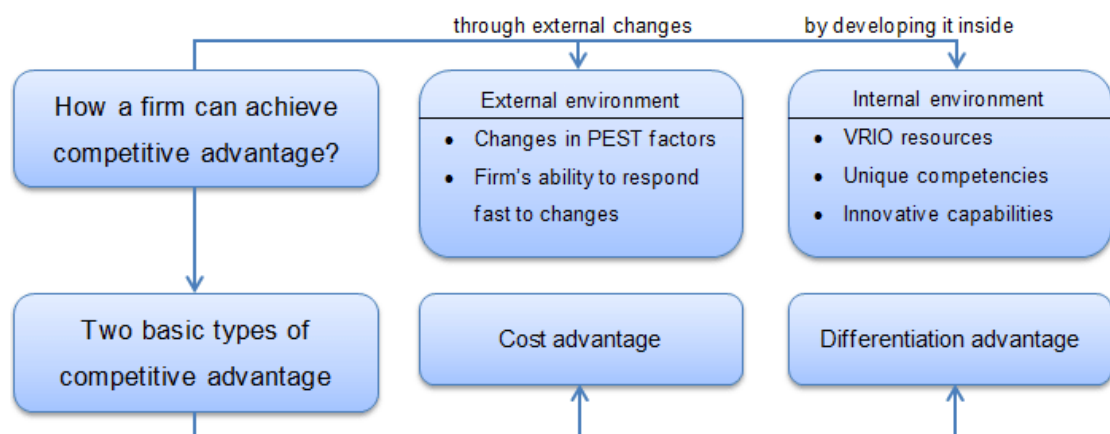 through external changes
by developing it inside
How a firm can achieve
competitive advantage?
External environment
• Changes in PEST factors
• Firm's ability to respond
fast to changes
Internal environment
• VRIO resources
• Unique competencies
• Innovative capabilities
Two basic types of
competitive advantage
Cost advantage
Differentiation advantage